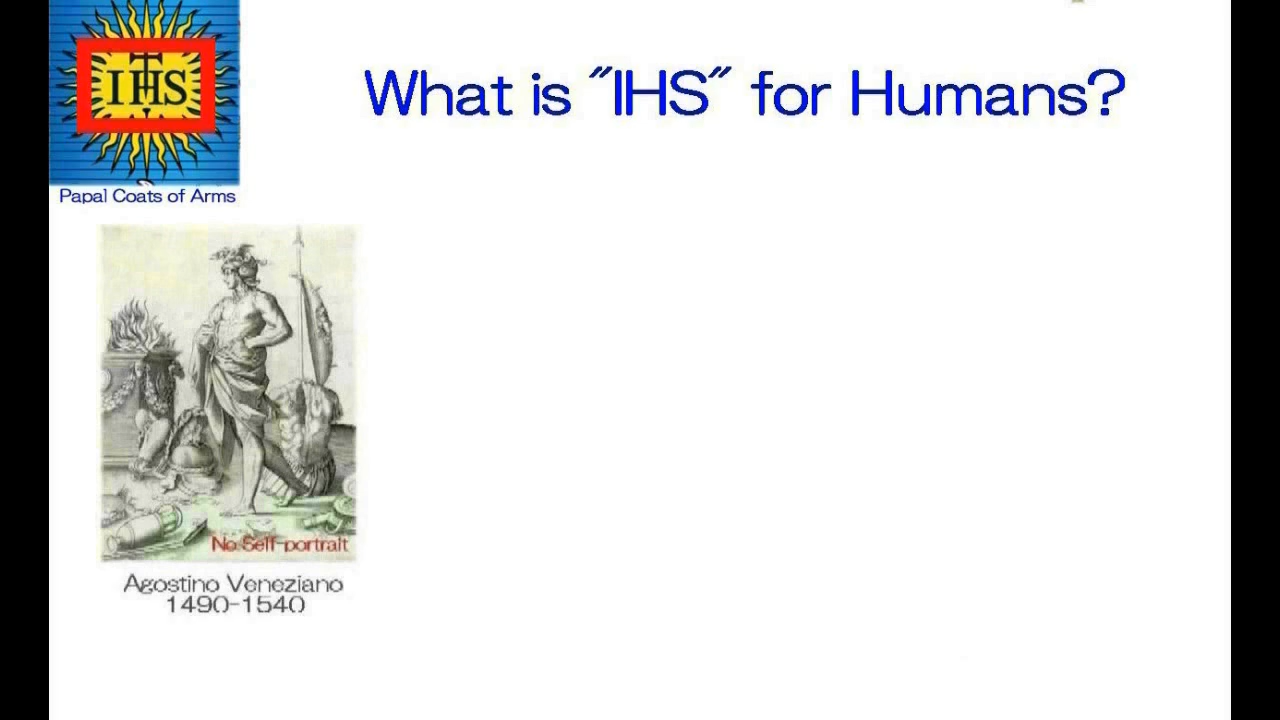 IHS
What is "IHS" for Humans?
Papal Coats of Arms
No Self-portrait
Agostino Veneziano
1490-1540